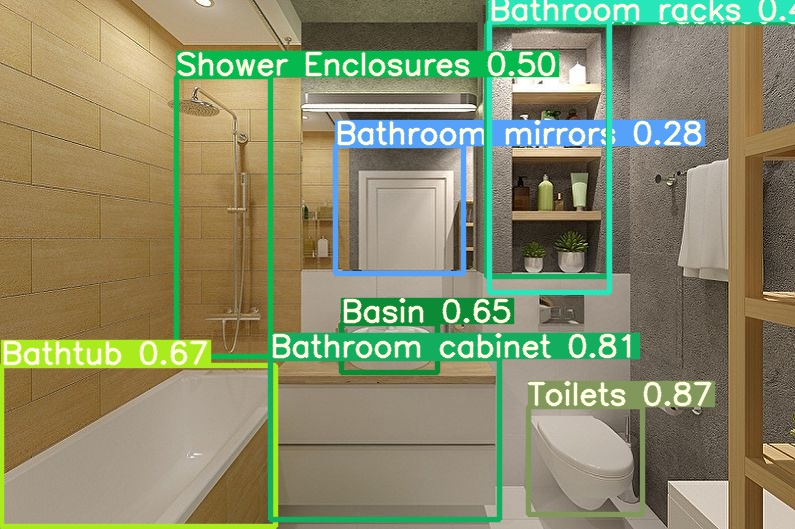 Bathroom racks 0.4
Shower Enclosures 0.50
Bathroom mirrors 0.28
Basin 0.65
Bathroom cabinet 0.81
Bathtub 0.67
Toilets 0.87